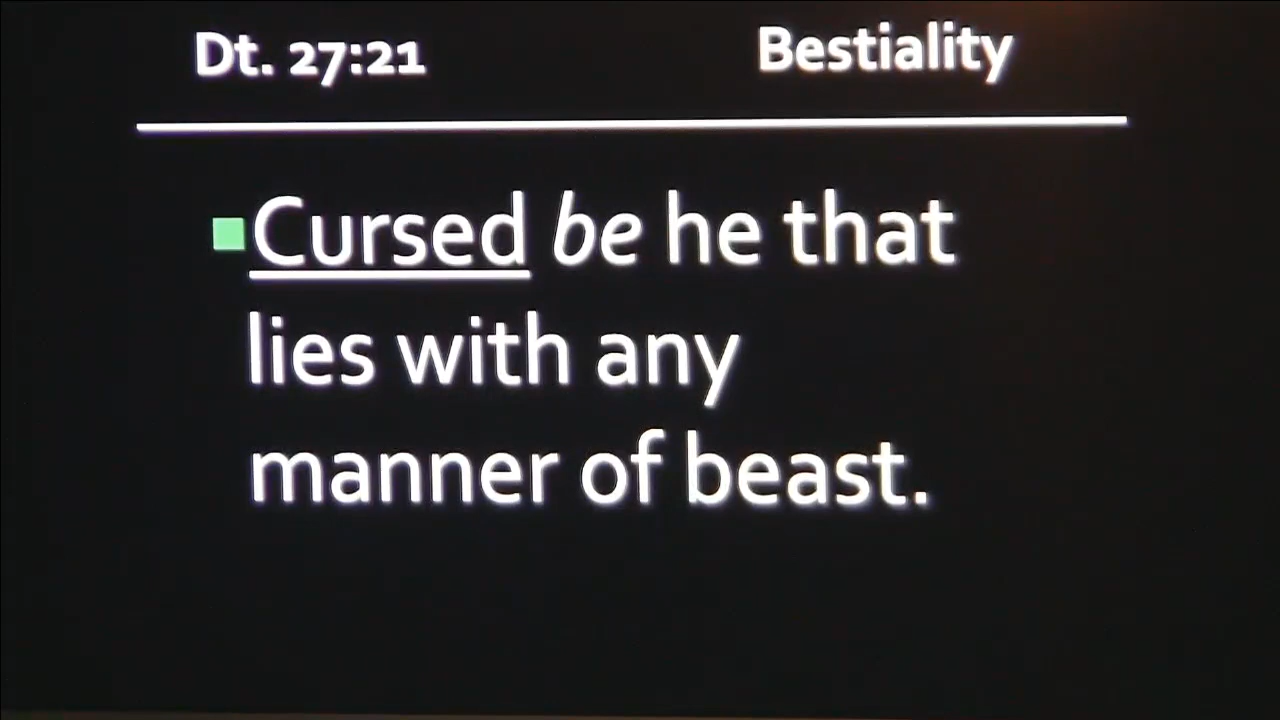 Dt. 27:21 Bestiality
Cursed be he that
lies with any
manner of beast.